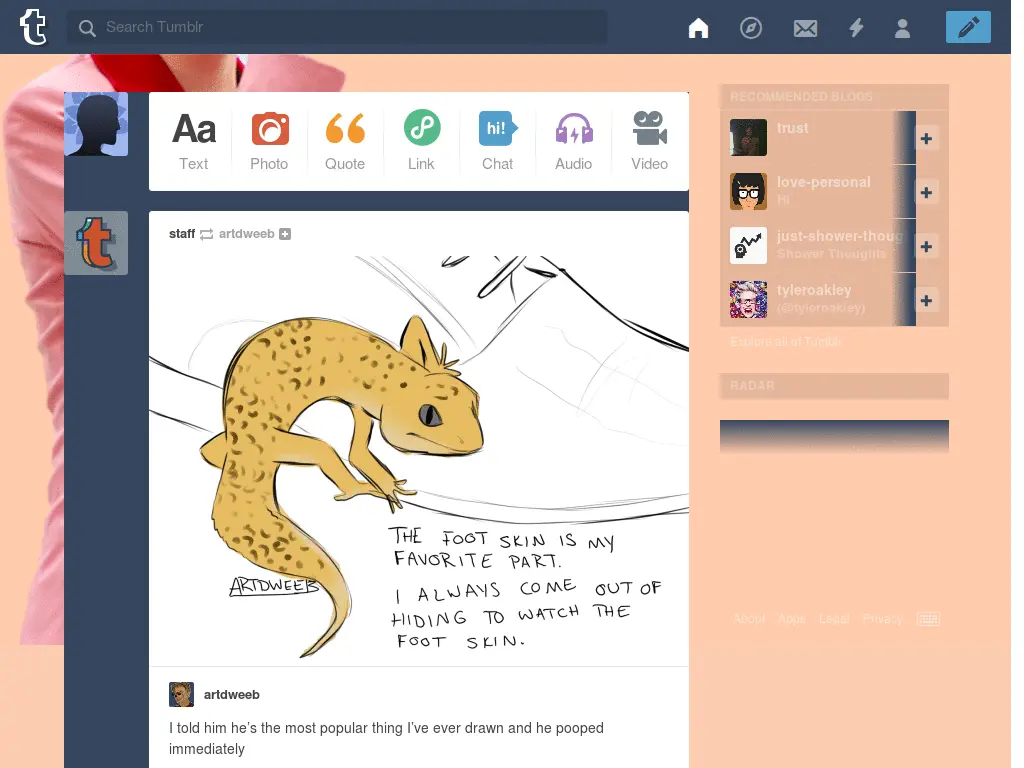 Search Tumblr
Aa
hi!
Text
Photo
Quote
Link
Chat
Audio
Video
staff artdweeb
THE FOOT SKIN IS MY
FAVORITE PART.
I ALWAYS COME OUT OF
HIDING TO WATCH THE
FOOT SKIN.
ARTDWEEB
artdweeb
I told him he's the most popular thing I've ever drawn and he pooped
immediately
RECOMMENDED BLOGS
trust
love-personal
Hi
just-shower-thoug
Shower Thoughts
tyleroakley
(@tyleroakley)
Explore all of Tumblr
RADAR
About Apps Legal Privacy